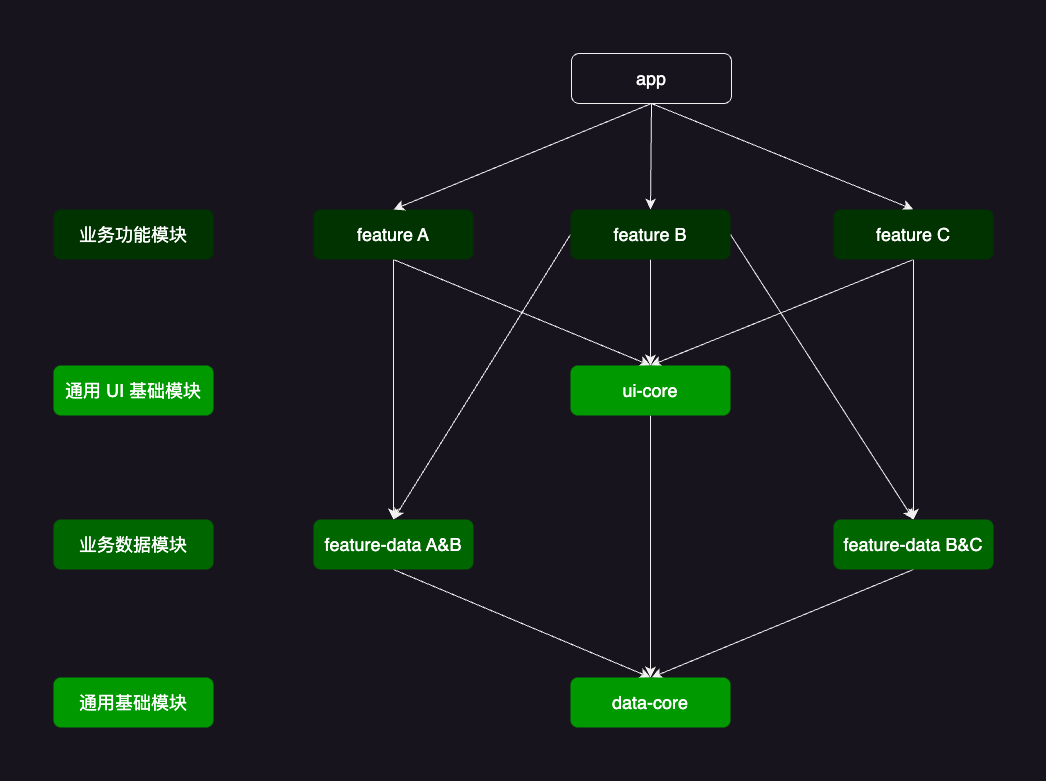 app
业务功能模块
feature A
feature B
feature C
通用 UI 基础模块
ui-core
业务数据模块
feature-data A&B
feature-data B&C
通用基础模块
data-core